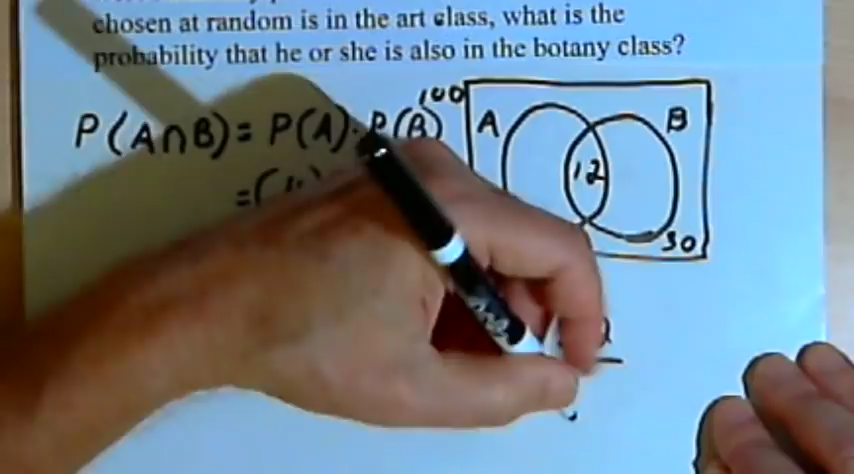 chosen at random is in the art class, what is the
probability that he or she is also in the botany class?
P(A∩B)= P(A)·P(B)
=(
100
A
B
12
30